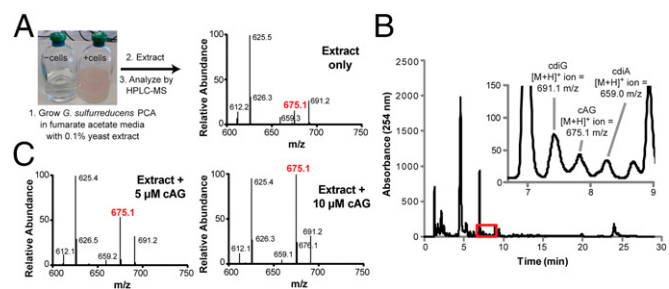 A
−cells
+cells
2. Extract
3. Analyze by
HPLC-MS
1. Grow G. sulfurreducens PCA
in fumarate acetate media
with 0.1% yeast extract
Relative Abundance
100
50
0
625.5
612.2
626.3
659.3
675.1
691.2
Extract
only
600
650
700
750
m/z
B
Absorbance (254 nm)
2500
2000
1500
1000
500
0
0
5
10
15
20
25
30
Time (min)
cdiG
[M+H]+ ion =
691.1 m/z
cAG
[M+H]+ ion =
675.1 m/z
cdiA
[M+H]+ ion =
659.0 m/z
7
8
9
C
Relative Abundance
100
50
0
625.4
612.1
626.5
659.2
675.1
691.2
Extract +
5 µM cAG
600
650
700
750
m/z
Relative Abundance
100
50
0
625.4
612.1
626.3
659.1
675.1
691.2
676.1
Extract +
10 µM cAG
600
650
700
750
m/z